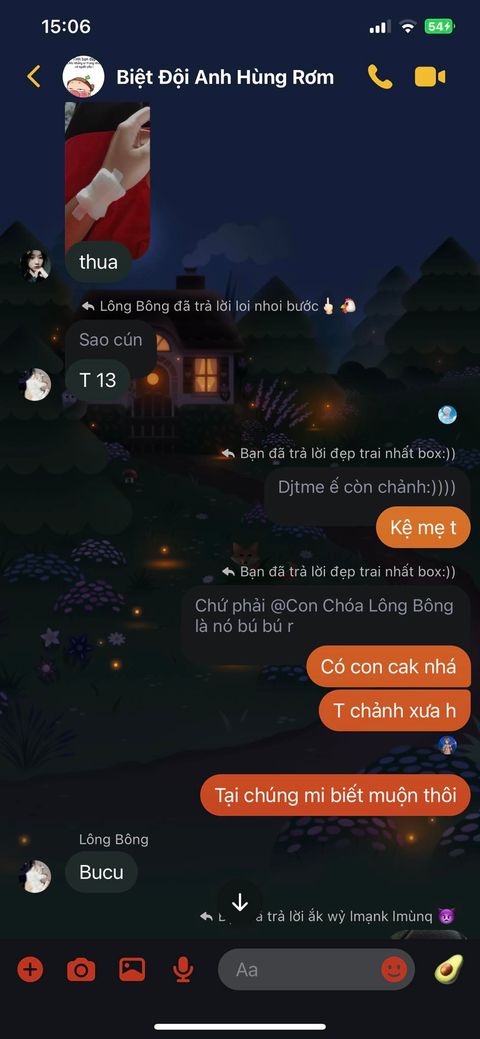 15:06
54
Biệt Đội Anh Hùng Rơm
thua
Lông Bông đã trả lời loi nhoi bước
Sao cún
T 13
Bạn đã trả lời đẹp trai nhất box:))
Djtme ế còn chảnh:))))
Kệ mẹ t
Bạn đã trả lời đẹp trai nhất box:))
Chứ phải @Con Chóa Lông Bông
là nó bú bú r
Có con cak nhá
T chảnh xưa h
Tại chúng mi biết muộn thôi
Lông Bông
Bucu
trả lời ắk wỷ lmạnk lmùnq
Aa